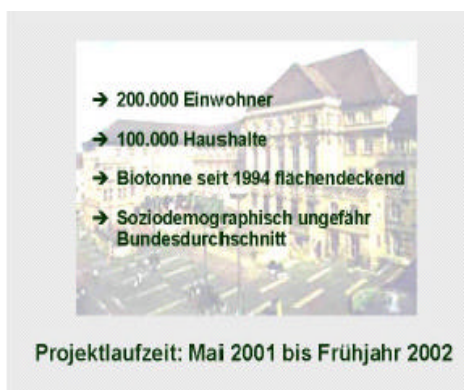 → 200.000 Einwohner
→ 100.000 Haushalte
→ Biotonne seit 1994 flächendeckend
→ Soziodemographisch ungefähr
Bundesdurchschnitt
Projektlaufzeit: Mai 2001 bis Frühjahr 2002